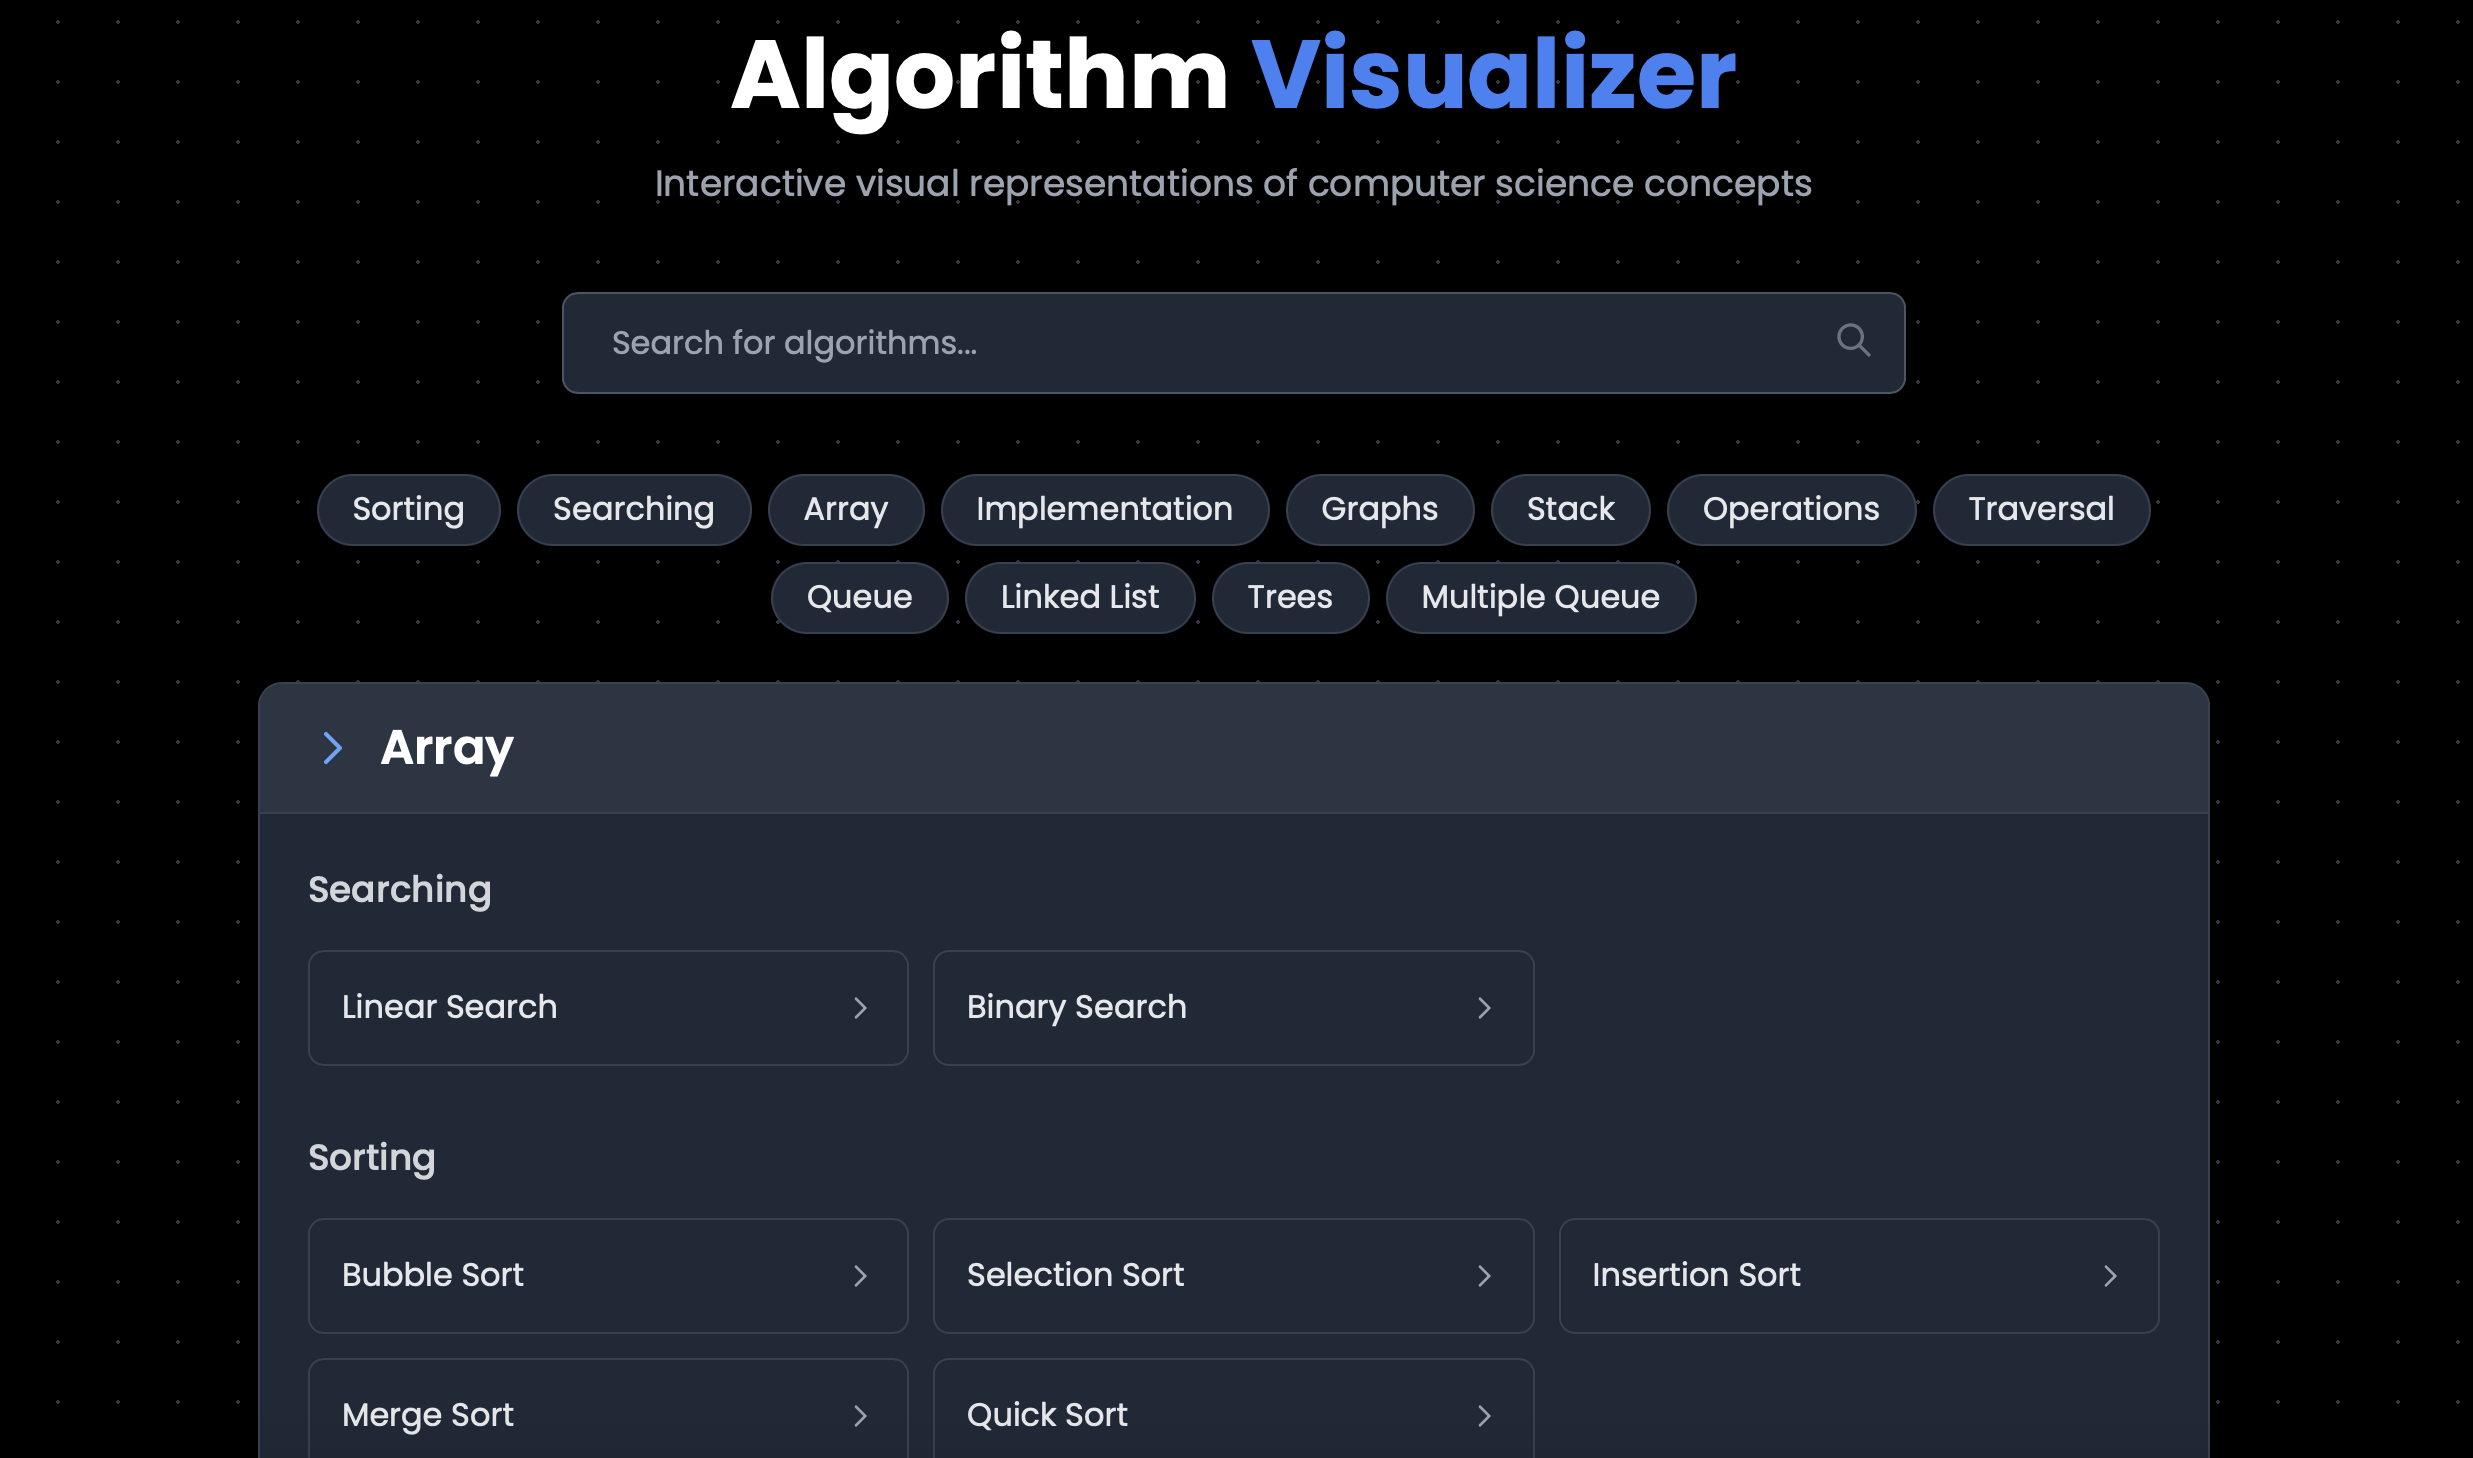 Algorithm Visualizer
Interactive visual representations of computer science concepts
Search for algorithms...
Sorting Searching Array Implementation Graphs Stack Operations Traversal
Queue Linked List Trees Multiple Queue
Array
Searching
Linear Search Binary Search
Sorting
Bubble Sort Selection Sort Insertion Sort
Merge Sort Quick Sort